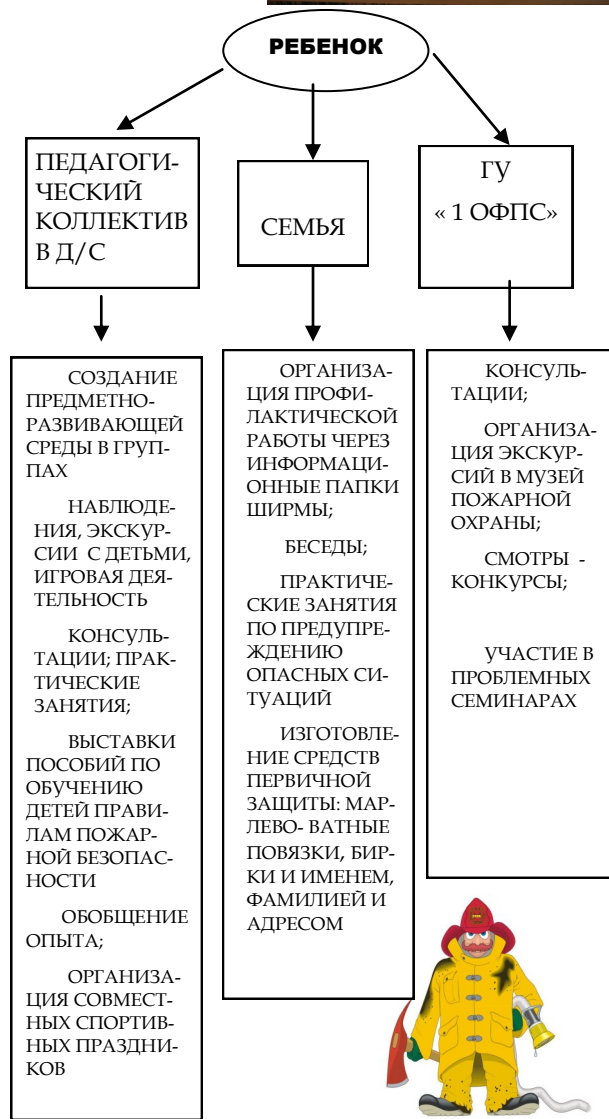 РЕБЕНОК
ПЕДАГОГИ-
ЧЕСКИЙ
КОЛЛЕКТИВ
В Д/С
СЕМЬЯ
ГУ
« 1 ОФПС»
СОЗДАНИЕ
ПРЕДМЕТНО-
РАЗВИВАЮЩЕЙ
СРЕДЫ В ГРУП-
ПАХ
НАБЛЮДЕ-
НИЯ, ЭКСКУР-
СИИ С ДЕТЬМИ,
ИГРОВАЯ ДЕЯ-
ТЕЛЬНОСТЬ
КОНСУЛЬ-
ТАЦИИ; ПРАК-
ТИЧЕСКИЕ
ЗАНЯТИЯ;
ВЫСТАВКИ
ПОСОБИЙ ПО
ОБУЧЕНИЮ
ДЕТЕЙ ПРАВИ-
ЛАМ ПОЖАР-
НОЙ БЕЗОПАС-
НОСТИ
ОБОБЩЕНИЕ
ОПЫТА;
ОРГАНИЗА-
ЦИЯ СОВМЕСТ-
НЫХ СПОРТИВ-
НЫХ ПРАЗДНИ-
КОВ
ОРГАНИЗА-
ЦИЯ ПРОФИ-
ЛАКТИЧЕСКОЙ
РАБОТЫ ЧЕРЕЗ
ИНФОРМАЦИ-
ОННЫЕ ПАПКИ
ШИРМЫ;
БЕСЕДЫ;
ПРАКТИЧЕ-
СКИЕ ЗАНЯТИЯ
ПО ПРЕДУПРЕ-
ЖДЕНИЮ
ОПАСНЫХ СИ-
ТУАЦИЙ
ИЗГОТОВЛЕ-
НИЕ СРЕДСТВ
ПЕРВИЧНОЙ
ЗАЩИТЫ: МАР-
ЛЕВО- ВАТНЫЕ
ПОВЯЗКИ, БИР-
КИ И ИМЕНЕМ,
ФАМИЛИЕЙ И
АДРЕСОМ
КОНСУЛЬ-
ТАЦИИ;
ОРГАНИЗА-
ЦИЯ ЭКСКУР-
СИЙ В МУЗЕЙ
ПОЖАРНОЙ
ОХРАНЫ;
СМОТРЫ -
КОНКУРСЫ;
УЧАСТИЕ В
ПРОБЛЕМНЫХ
СЕМИНАРАХ